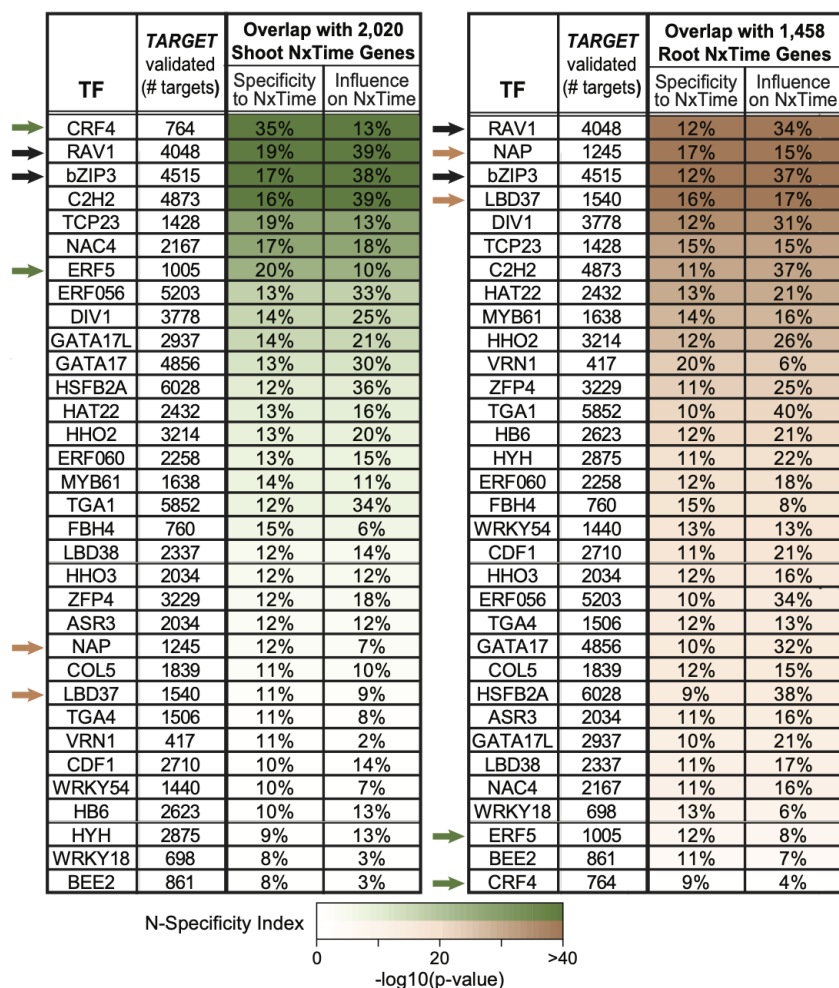 TF TARGET validated (# targets) Overlap with 2,020 Shoot NxTime Genes
Specificity to NxTime Influence on NxTime
CRF4 764 35% 13%
RAV1 4048 19% 39%
bZIP3 4515 17% 38%
C2H2 4873 16% 39%
TCP23 1428 19% 13%
NAC4 2167 17% 18%
ERF5 1005 20% 10%
ERF056 5203 13% 33%
DIV1 3778 14% 25%
GATA17L 2937 14% 21%
GATA17 4856 13% 30%
HSFB2A 6028 12% 36%
HAT22 2432 13% 16%
HHO2 3214 13% 20%
ERF060 2258 13% 15%
MYB61 1638 14% 11%
TGA1 5852 12% 34%
FBH4 760 15% 6%
LBD38 2337 12% 14%
HHO3 2034 12% 12%
ZFP4 3229 12% 18%
ASR3 2034 12% 12%
NAP 1245 12% 7%
COL5 1839 11% 10%
LBD37 1540 11% 9%
TGA4 1506 11% 8%
VRN1 417 11% 2%
CDF1 2710 10% 14%
WRKY54 1440 10% 7%
HB6 2623 10% 13%
HYH 2875 9% 13%
WRKY18 698 8% 3%
BEE2 861 8% 3%
TF TARGET validated (# targets) Overlap with 1,458 Root NxTime Genes
Specificity to NxTime Influence on NxTime
RAV1 4048 12% 34%
NAP 1245 17% 15%
bZIP3 4515 12% 37%
LBD37 1540 16% 17%
DIV1 3778 12% 31%
TCP23 1428 15% 15%
C2H2 4873 11% 37%
HAT22 2432 13% 21%
MYB61 1638 14% 16%
HHO2 3214 12% 26%
VRN1 417 20% 6%
ZFP4 3229 11% 25%
TGA1 5852 10% 40%
HB6 2623 12% 21%
HYH 2875 11% 22%
ERF060 2258 12% 18%
FBH4 760 15% 8%
WRKY54 1440 13% 13%
CDF1 2710 11% 21%
HHO3 2034 12% 16%
ERF056 5203 10% 34%
TGA4 1506 12% 13%
GATA17 4856 10% 32%
COL5 1839 12% 15%
HSFB2A 6028 9% 38%
ASR3 2034 11% 16%
GATA17L 2937 10% 21%
LBD38 2337 11% 17%
NAC4 2167 11% 16%
WRKY18 698 13% 6%
ERF5 1005 12% 8%
BEE2 861 11% 7%
CRF4 764 9% 4%
N-Specificity Index
0 20 >40
-log10(p-value)